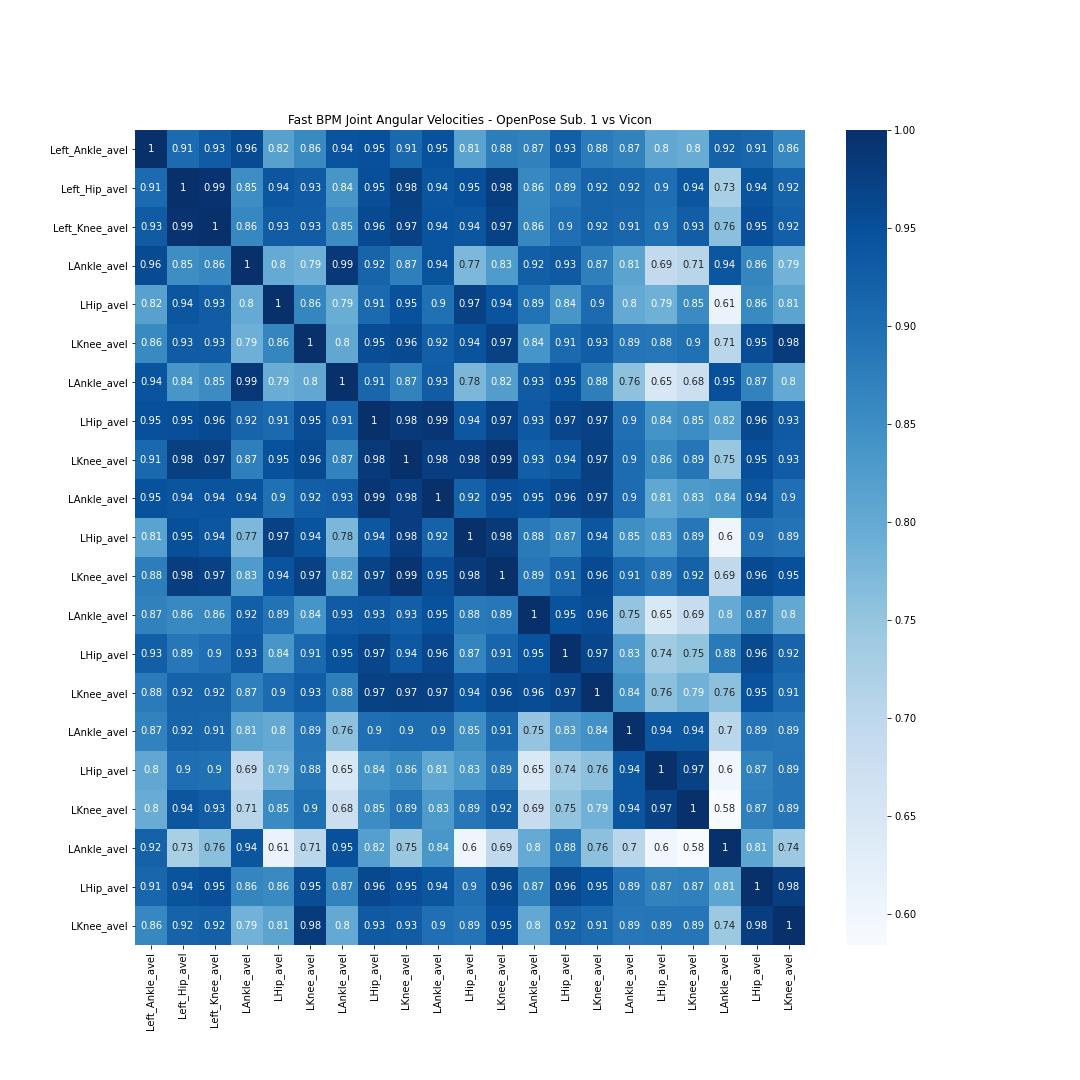 Fast BPM Joint Angular Velocities - OpenPose Sub. 1 vs Vicon
Left_Ankle_avel 1 0.91 0.93 0.96 0.82 0.86 0.94 0.95 0.91 0.95 0.81 0.88 0.87 0.93 0.88 0.87 0.8 0.8 0.92 0.91 0.86
Left_Hip_avel 0.91 1 0.99 0.85 0.94 0.93 0.84 0.95 0.98 0.94 0.95 0.98 0.86 0.89 0.92 0.92 0.9 0.94 0.73 0.94 0.92
Left_Knee_avel 0.93 0.99 1 0.86 0.93 0.93 0.85 0.96 0.97 0.94 0.94 0.97 0.86 0.9 0.92 0.91 0.9 0.93 0.76 0.95 0.92
LAnkle_avel 0.96 0.85 0.86 1 0.8 0.79 0.99 0.92 0.87 0.94 0.77 0.83 0.92 0.93 0.87 0.81 0.69 0.71 0.94 0.86 0.79
LHip_avel 0.82 0.94 0.93 0.8 1 0.86 0.79 0.91 0.95 0.9 0.97 0.94 0.89 0.84 0.9 0.8 0.79 0.85 0.61 0.86 0.81
LKnee_avel 0.86 0.93 0.93 0.79 0.86 1 0.8 0.95 0.96 0.92 0.94 0.97 0.84 0.91 0.93 0.89 0.88 0.9 0.71 0.95 0.98
LAnkle_avel 0.94 0.84 0.85 0.99 0.79 0.8 1 0.91 0.87 0.93 0.78 0.82 0.93 0.95 0.88 0.76 0.65 0.68 0.95 0.87 0.8
LHip_avel 0.95 0.95 0.96 0.92 0.91 0.95 0.91 1 0.98 0.99 0.94 0.97 0.93 0.97 0.97 0.9 0.84 0.85 0.82 0.96 0.93
LKnee_avel 0.91 0.98 0.97 0.87 0.95 0.96 0.87 0.98 1 0.98 0.98 0.99 0.93 0.94 0.97 0.9 0.86 0.89 0.75 0.95 0.93
LAnkle_avel 0.95 0.94 0.94 0.94 0.9 0.92 0.93 0.99 0.98 1 0.92 0.95 0.95 0.96 0.97 0.9 0.81 0.83 0.84 0.94 0.9
LHip_avel 0.81 0.95 0.94 0.77 0.97 0.94 0.78 0.94 0.98 0.92 1 0.98 0.88 0.87 0.94 0.85 0.83 0.89 0.6 0.9 0.89
LKnee_avel 0.88 0.98 0.97 0.83 0.94 0.97 0.82 0.97 0.99 0.95 0.98 1 0.89 0.91 0.96 0.91 0.89 0.92 0.69 0.96 0.95
LAnkle_avel 0.87 0.86 0.86 0.92 0.89 0.84 0.93 0.93 0.93 0.95 0.88 0.89 1 0.95 0.96 0.75 0.65 0.69 0.8 0.87 0.8
LHip_avel 0.93 0.89 0.9 0.93 0.84 0.91 0.95 0.97 0.94 0.96 0.87 0.91 0.95 1 0.97 0.83 0.74 0.75 0.88 0.96 0.92
LKnee_avel 0.88 0.92 0.92 0.87 0.9 0.93 0.88 0.97 0.97 0.97 0.94 0.96 0.96 0.97 1 0.84 0.76 0.79 0.76 0.95 0.91
LAnkle_avel 0.87 0.92 0.91 0.81 0.8 0.89 0.76 0.9 0.9 0.9 0.85 0.91 0.75 0.83 0.84 1 0.94 0.94 0.7 0.89 0.89
LHip_avel 0.8 0.9 0.9 0.69 0.79 0.88 0.65 0.84 0.86 0.81 0.83 0.89 0.65 0.74 0.76 0.94 1 0.97 0.6 0.87 0.89
LKnee_avel 0.8 0.94 0.93 0.71 0.85 0.9 0.68 0.85 0.89 0.83 0.89 0.92 0.69 0.75 0.79 0.94 0.97 1 0.58 0.87 0.89
LAnkle_avel 0.92 0.73 0.76 0.94 0.61 0.71 0.95 0.82 0.75 0.84 0.6 0.69 0.8 0.88 0.76 0.7 0.6 0.58 1 0.81 0.74
LHip_avel 0.91 0.94 0.95 0.86 0.86 0.95 0.87 0.96 0.95 0.94 0.9 0.96 0.87 0.96 0.95 0.89 0.87 0.87 0.81 1 0.98
LKnee_avel 0.86 0.92 0.92 0.79 0.81 0.98 0.8 0.93 0.93 0.9 0.89 0.95 0.8 0.92 0.91 0.89 0.89 0.89 0.74 0.98 1
Left_Ankle_avel
Left_Hip_avel
Left_Knee_avel
LAnkle_avel
LHip_avel
LKnee_avel
LAnkle_avel
LHip_avel
LKnee_avel
LAnkle_avel
LHip_avel
LKnee_avel
LAnkle_avel
LHip_avel
LKnee_avel
LAnkle_avel
LHip_avel
LKnee_avel
LAnkle_avel
LHip_avel
LKnee_avel
1.00
0.95
0.90
0.85
0.80
0.75
0.70
0.65
0.60